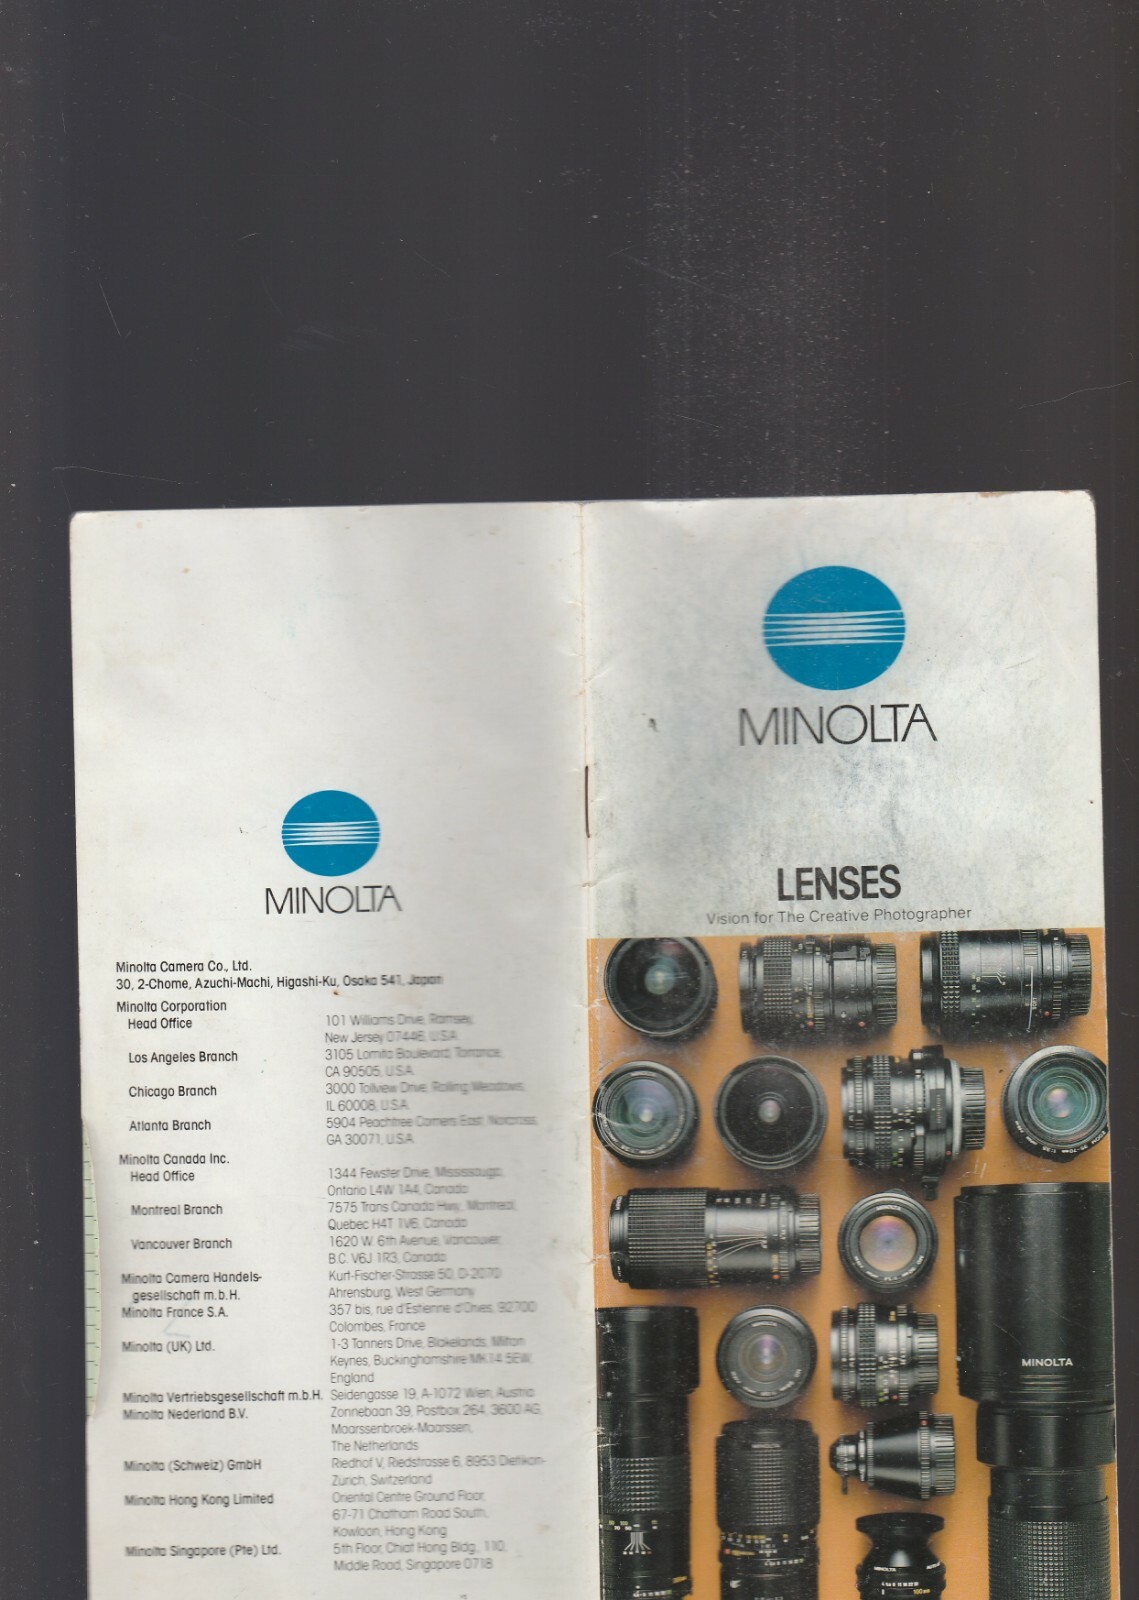 MINOLTA
Minolta Camera Co., Ltd.
30, 2-Chome, Azuchi-Machi, Higashi-Ku, Osaka 541, Japan
Minolta Corporation
Head Office 101 Williams Drive, Ramsey,
New Jersey 07446, U.S.A.
Los Angeles Branch 3105 Lomita Boulevard, Torrance,
CA 90505, U.S.A.
Chicago Branch 3000 Tollview Drive, Rolling Meadows,
IL 60008, U.S.A.
Atlanta Branch 5904 Peachtree Corners East, Norcross,
GA 30071, U.S.A.
Minolta Canada Inc.
Head Office 1344 Fewster Drive, Mississauga,
Ontario L4W 1A4, Canada
Montreal Branch 7575 Trans Canada Hwy., Montreal,
Quebec H4T 1V6, Canada
Vancouver Branch 1620 W. 6th Avenue, Vancouver,
B.C. V6J 1R3, Canada
Minolta Camera Handels- Kurt-Fischer-Strasse 50, D-2070
gesellschaft m.b.H. Ahrensburg, West Germany
Minolta France S.A. 357 bis, rue d'Estienne d'Orves, 92700
Colombes, France
Minolta (UK) Ltd. 1-3 Tanners Drive, Blakelands, Milton
Keynes, Buckinghamshire MK14 5EW,
England
Minolta Vertriebsgesellschaft m.b.H. Seidengasse 19, A-1072 Wien, Austria
Minolta Nederland B.V. Zonnebaan 39, Postbox 264, 3600 AG,
Maarssenbroek-Maarssen,
The Netherlands
Minolta (Schweiz) GmbH Riedhof V, Riedstrasse 6, 8953 Dietikon-
Zürich, Switzerland
Minolta Hong Kong Limited Oriental Centre Ground Floor,
67-71 Chatham Road South,
Kowloon, Hong Kong
Minolta Singapore (Pte) Ltd. 5th Floor, Chiat Hong Bldg., 110,
Middle Road, Singapore 0718
MINOLTA
LENSES
Vision for The Creative Photographer
MINOLTA
MINOLTA
MINOLTA
MINOLTA
100mm